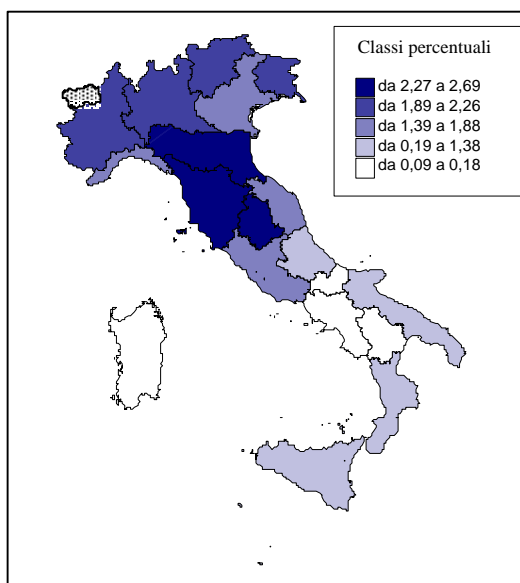 Classi percentuali
da 2,27 a 2,69
da 1,89 a 2,26
da 1,39 a 1,88
da 0,19 a 1,38
da 0,09 a 0,18